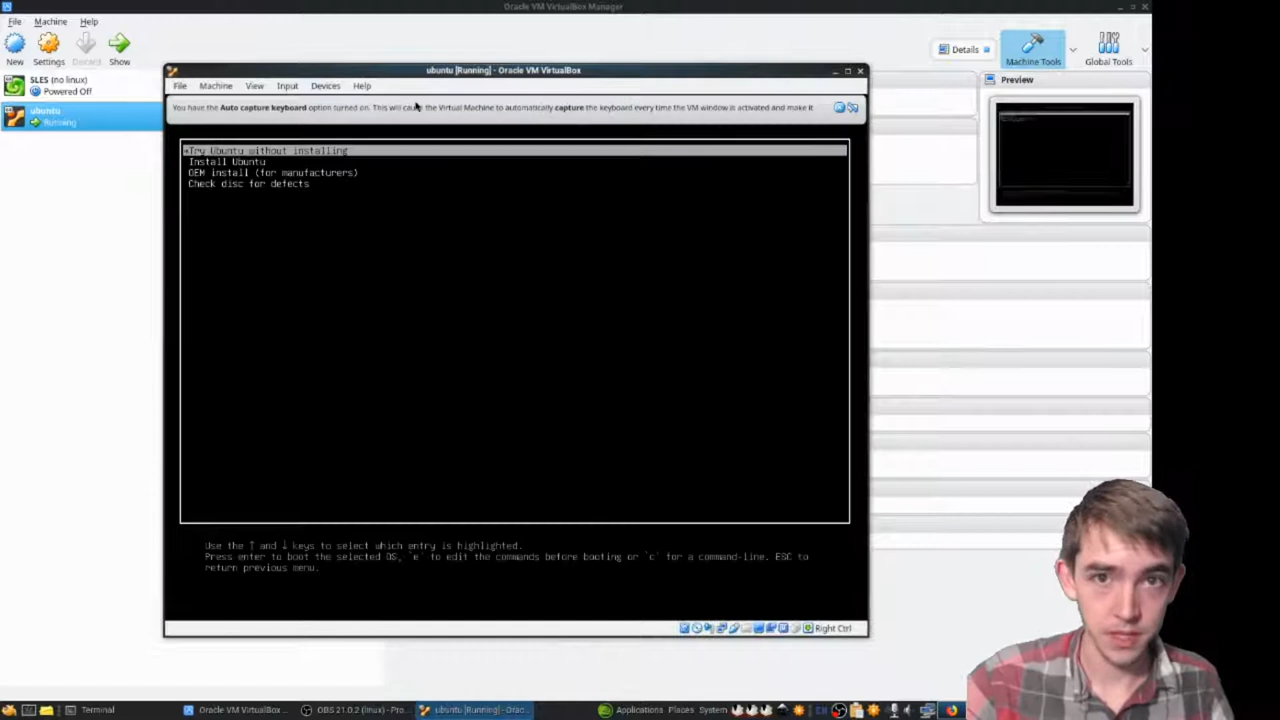 Oracle VM VirtualBox Manager
File Machine Help
New Settings Discard Show
Details
Machine Tools
Global Tools
SLES (no linux)
Powered Off
ubuntu
Running
Preview
ubuntu [Running] - Oracle VM VirtualBox
File Machine View Input Devices Help
You have the Auto capture keyboard option turned on. This will cause the Virtual Machine to automatically capture the keyboard every time the VM window is activated and make it
*Try Ubuntu without installing
Install Ubuntu
OEM install (for manufacturers)
Check disc for defects
Use the ↑ and ↓ keys to select which entry is highlighted.
Press enter to boot the selected OS, `e' to edit the commands before booting or `c' for a command-line. ESC to
return previous menu.
Right Ctrl
Terminal
Oracle VM VirtualBox ...
OBS 21.0.2 (linux) - Pro...
ubuntu [Running] - Orac...
Applications Places System